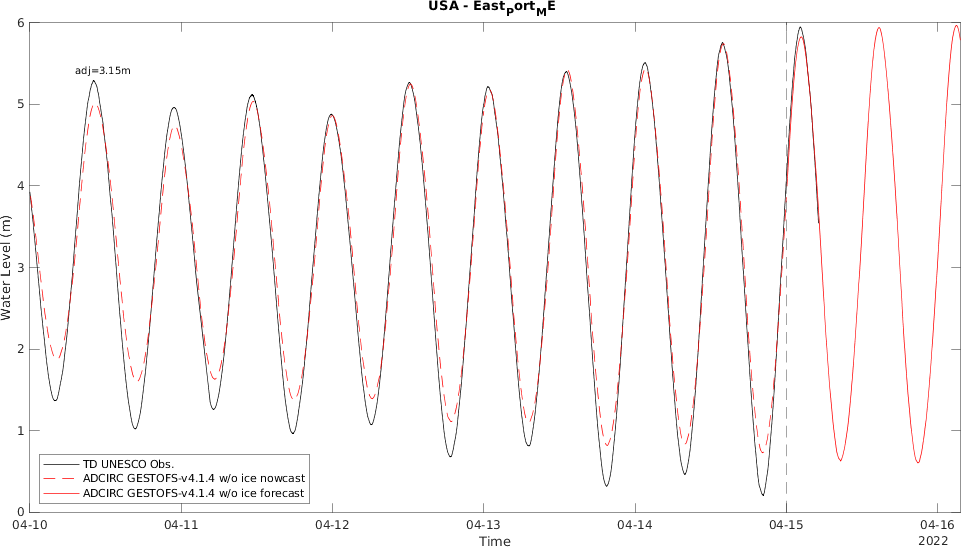 USA - EastPortME
6
adj=3.15m
5
4
3
2
1
0
Water Level (m)
TD UNESCO Obs.
ADCIRC GESTOFS-v4.1.4 w/o ice nowcast
ADCIRC GESTOFS-v4.1.4 w/o ice forecast
04-10 04-11 04-12 04-13 04-14 04-15 04-16
Time
2022